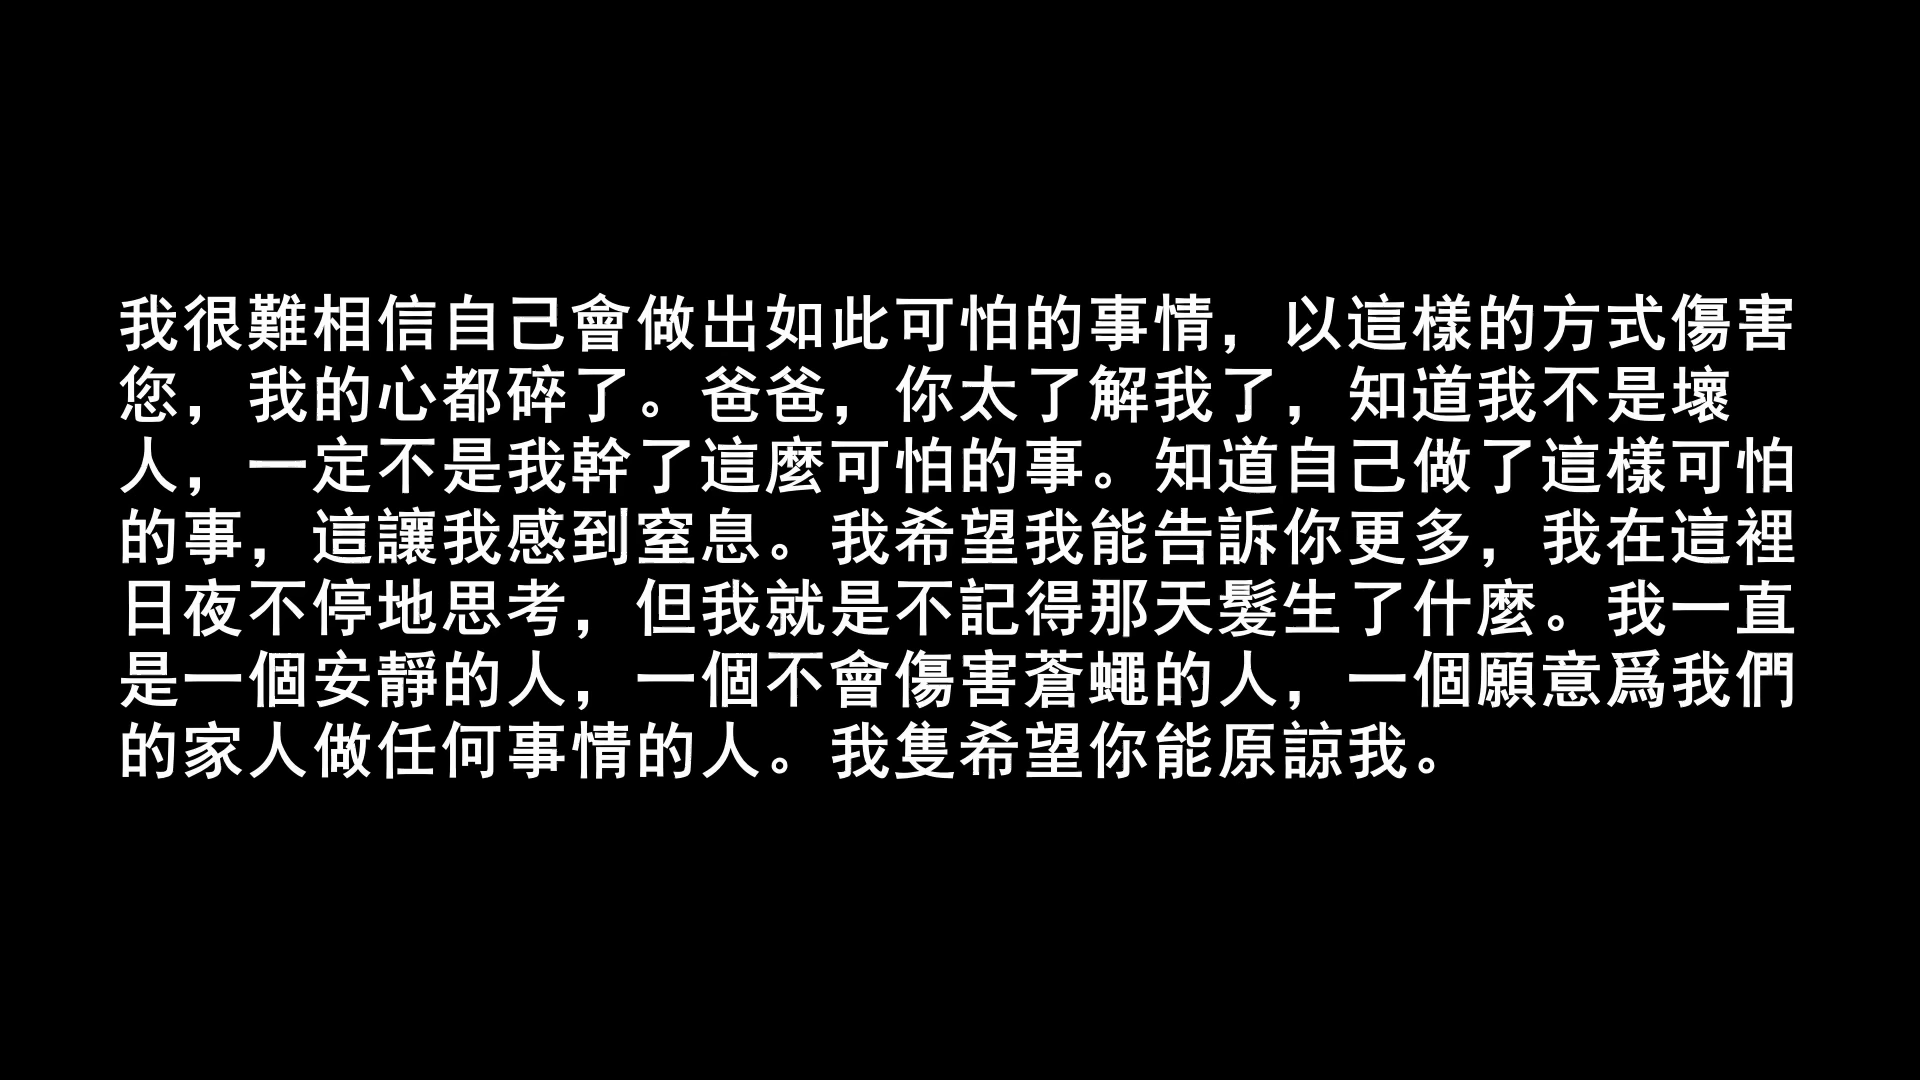 我很難相信自己會做出如此可怕的事情，以這樣的方式傷害
您，我的心都碎了。爸爸，你太了解我了，知道我不是壞
人，一定不是我幹了這麼可怕的事。知道自己做了這樣可怕
的事，這讓我感到窒息。我希望我能告訴你更多，我在這裡
日夜不停地思考，但我就是不記得那天髮生了什麼。我一直
是一個安靜的人，一個不會傷害蒼蠅的人，一個願意爲我們
的家人做任何事情的人。我隻希望你能原諒我。